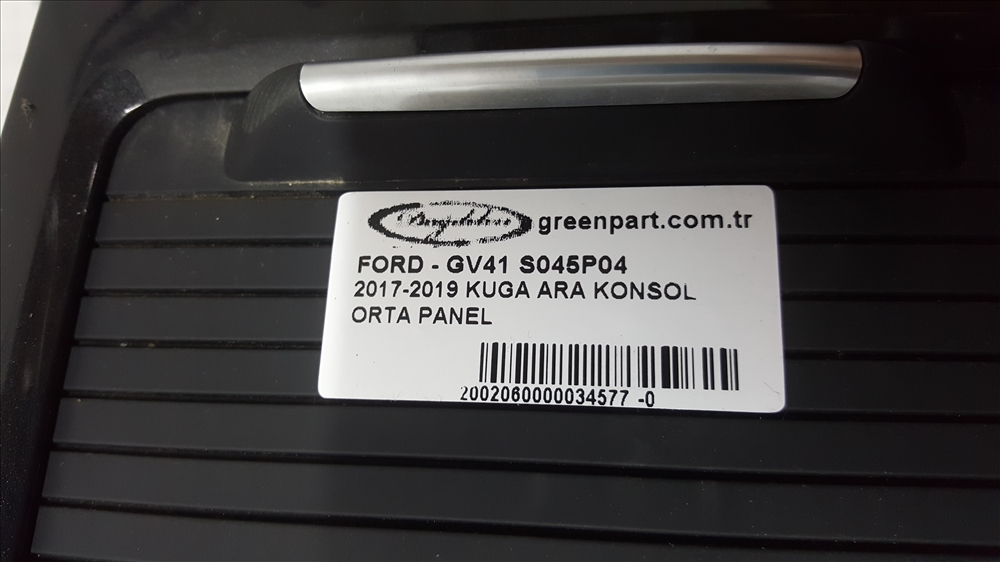 greenpart.com.tr
FORD - GV41 S045P04
2017-2019 KUGA ARA KONSOL
ORTA PANEL
2002060000034577 -0